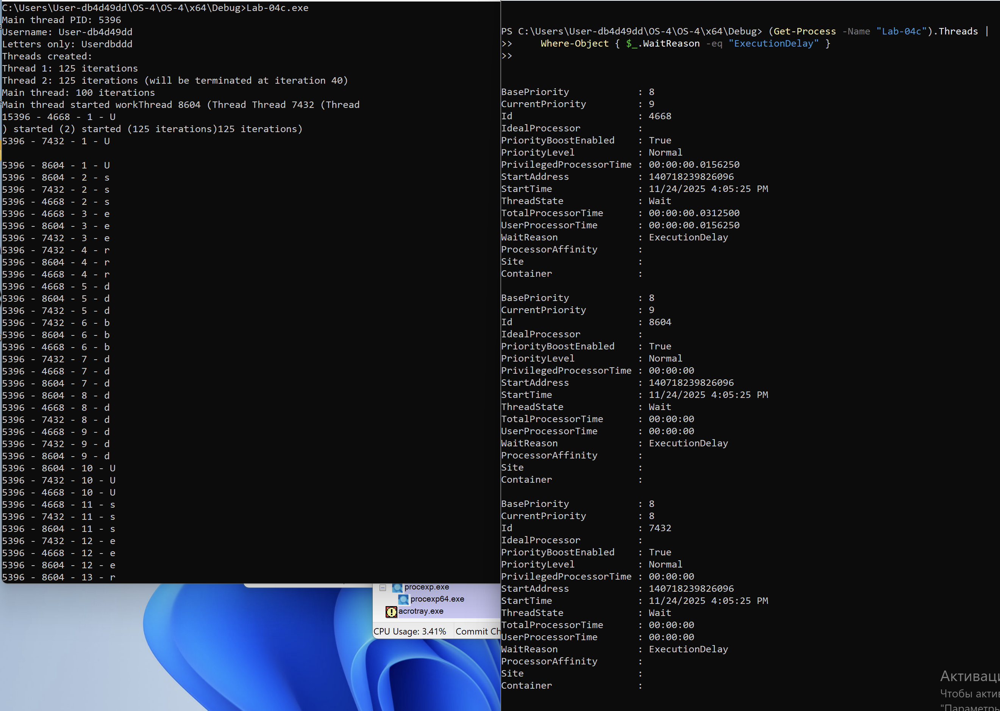 C:\Users\User-db4d49dd\OS-4\OS-4\x64\Debug>Lab-04c.exe
Main thread PID: 5396
Username: User-db4d49dd
Letters only: Userdbddd
Threads created:
Thread 1: 125 iterations
Thread 2: 125 iterations (will be terminated at iteration 40)
Main thread: 100 iterations
Main thread started workThread 8604 (Thread Thread 7432 (Thread
15396 - 4668 - 1 - U
) started (2) started (125 iterations)125 iterations)
5396 - 7432 - 1 - U
5396 - 8604 - 1 - U
5396 - 8604 - 2 - s
5396 - 7432 - 2 - s
5396 - 4668 - 2 - s
5396 - 4668 - 3 - e
5396 - 8604 - 3 - e
5396 - 7432 - 3 - e
5396 - 7432 - 4 - r
5396 - 8604 - 4 - r
5396 - 4668 - 4 - r
5396 - 4668 - 5 - d
5396 - 8604 - 5 - d
5396 - 7432 - 5 - d
5396 - 7432 - 6 - b
5396 - 8604 - 6 - b
5396 - 4668 - 6 - b
5396 - 7432 - 7 - d
5396 - 4668 - 7 - d
5396 - 8604 - 7 - d
5396 - 8604 - 8 - d
5396 - 4668 - 8 - d
5396 - 7432 - 8 - d
5396 - 4668 - 9 - d
5396 - 7432 - 9 - d
5396 - 8604 - 9 - d
5396 - 8604 - 10 - U
5396 - 7432 - 10 - U
5396 - 4668 - 10 - U
5396 - 4668 - 11 - s
5396 - 7432 - 11 - s
5396 - 8604 - 11 - s
5396 - 7432 - 12 - e
5396 - 4668 - 12 - e
5396 - 8604 - 12 - e
5396 - 8604 - 13 - r
procexp.exe
procexp64.exe
acrotray.exe
CPU Usage: 3.41% Commit Ch
PS C:\Users\User-db4d49dd\OS-4\OS-4\x64\Debug> (Get-Process -Name "Lab-04c").Threads |
>> Where-Object { $_.WaitReason -eq "ExecutionDelay" }
>>
BasePriority : 8
CurrentPriority : 9
Id : 4668
IdealProcessor :
PriorityBoostEnabled : True
PriorityLevel : Normal
PrivilegedProcessorTime : 00:00:00.0156250
StartAddress : 140718239826096
StartTime : 11/24/2025 4:05:25 PM
ThreadState : Wait
TotalProcessorTime : 00:00:00.0312500
UserProcessorTime : 00:00:00.0156250
WaitReason : ExecutionDelay
ProcessorAffinity :
Site :
Container :
BasePriority : 8
CurrentPriority : 9
Id : 8604
IdealProcessor :
PriorityBoostEnabled : True
PriorityLevel : Normal
PrivilegedProcessorTime : 00:00:00
StartAddress : 140718239826096
StartTime : 11/24/2025 4:05:25 PM
ThreadState : Wait
TotalProcessorTime : 00:00:00
UserProcessorTime : 00:00:00
WaitReason : ExecutionDelay
ProcessorAffinity :
Site :
Container :
BasePriority : 8
CurrentPriority : 8
Id : 7432
IdealProcessor :
PriorityBoostEnabled : True
PriorityLevel : Normal
PrivilegedProcessorTime : 00:00:00
StartAddress : 140718239826096
StartTime : 11/24/2025 4:05:25 PM
ThreadState : Wait
TotalProcessorTime : 00:00:00
UserProcessorTime : 00:00:00
WaitReason : ExecutionDelay
ProcessorAffinity :
Site :
Container :
Активаци
Чтобы актив
"Параметры